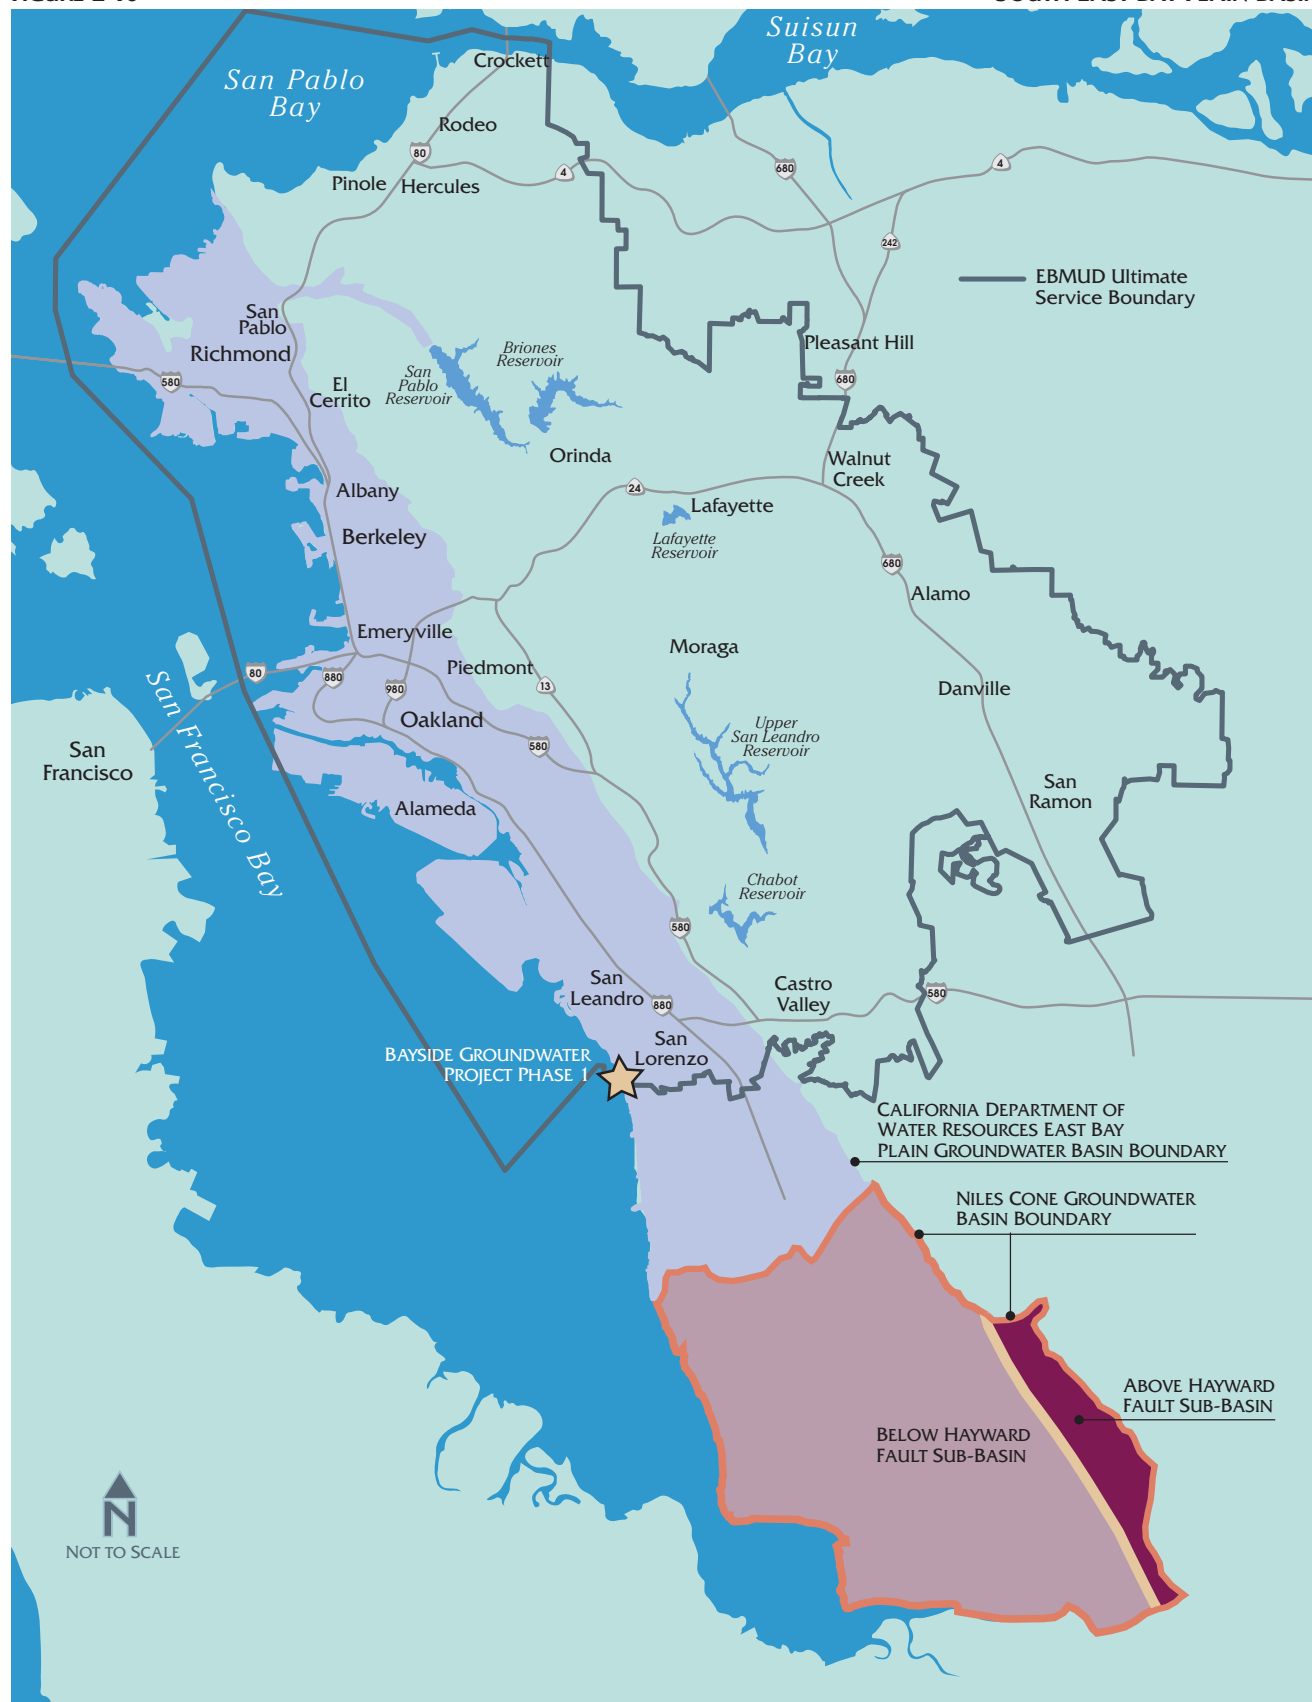 FIGURE
SOUTH EAST BAY PLAIN
Suisun
Bay
San Pablo
Bay
Crockett
Rodeo
80
Pinole
Hercules
4
680
4
242
EBMUD Ultimate
Service Boundary
San
Pablo
Richmond
580
El
Cerrito
San
Pablo
Reservoir
Briones
Reservoir
Pleasant Hill
680
Orinda
Walnut
Creek
24
Albany
Lafayette
Berkeley
Lafayette
Reservoir
680
Alamo
Emeryville
Moraga
Piedmont
80
880
980
13
Danville
Oakland
San Francisco Bay
San
Francisco
580
Upper
San Leandro
Reservoir
San
Ramon
Alameda
Chabot
Reservoir
580
San
Leandro
880
Castro
Valley
580
San
Lorenzo
BAYSIDE GROUNDWATER
PROJECT PHASE 1
CALIFORNIA DEPARTMENT OF
WATER RESOURCES EAST BAY
PLAIN GROUNDWATER BASIN BOUNDARY
NILES CONE GROUNDWATER
BASIN BOUNDARY
ABOVE HAYWARD
FAULT SUB-BASIN
BELOW HAYWARD
FAULT SUB-BASIN
N
NOT TO SCALE